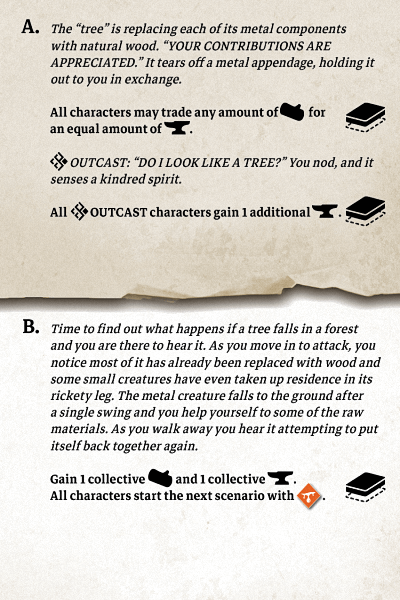 A. The “tree” is replacing each of its metal components
with natural wood. “YOUR CONTRIBUTIONS ARE
APPRECIATED.” It tears off a metal appendage, holding it
out to you in exchange.
All characters may trade any amount of for
an equal amount of .
OUTCAST: “DO I LOOK LIKE A TREE?” You nod, and it
senses a kindred spirit.
All OUTCAST characters gain 1 additional .
B. Time to find out what happens if a tree falls in a forest
and you are there to hear it. As you move in to attack, you
notice most of it has already been replaced with wood and
some small creatures have even taken up residence in its
rickety leg. The metal creature falls to the ground after
a single swing and you help yourself to some of the raw
materials. As you walk away you hear it attempting to put
itself back together again.
Gain 1 collective and 1 collective .
All characters start the next scenario with .